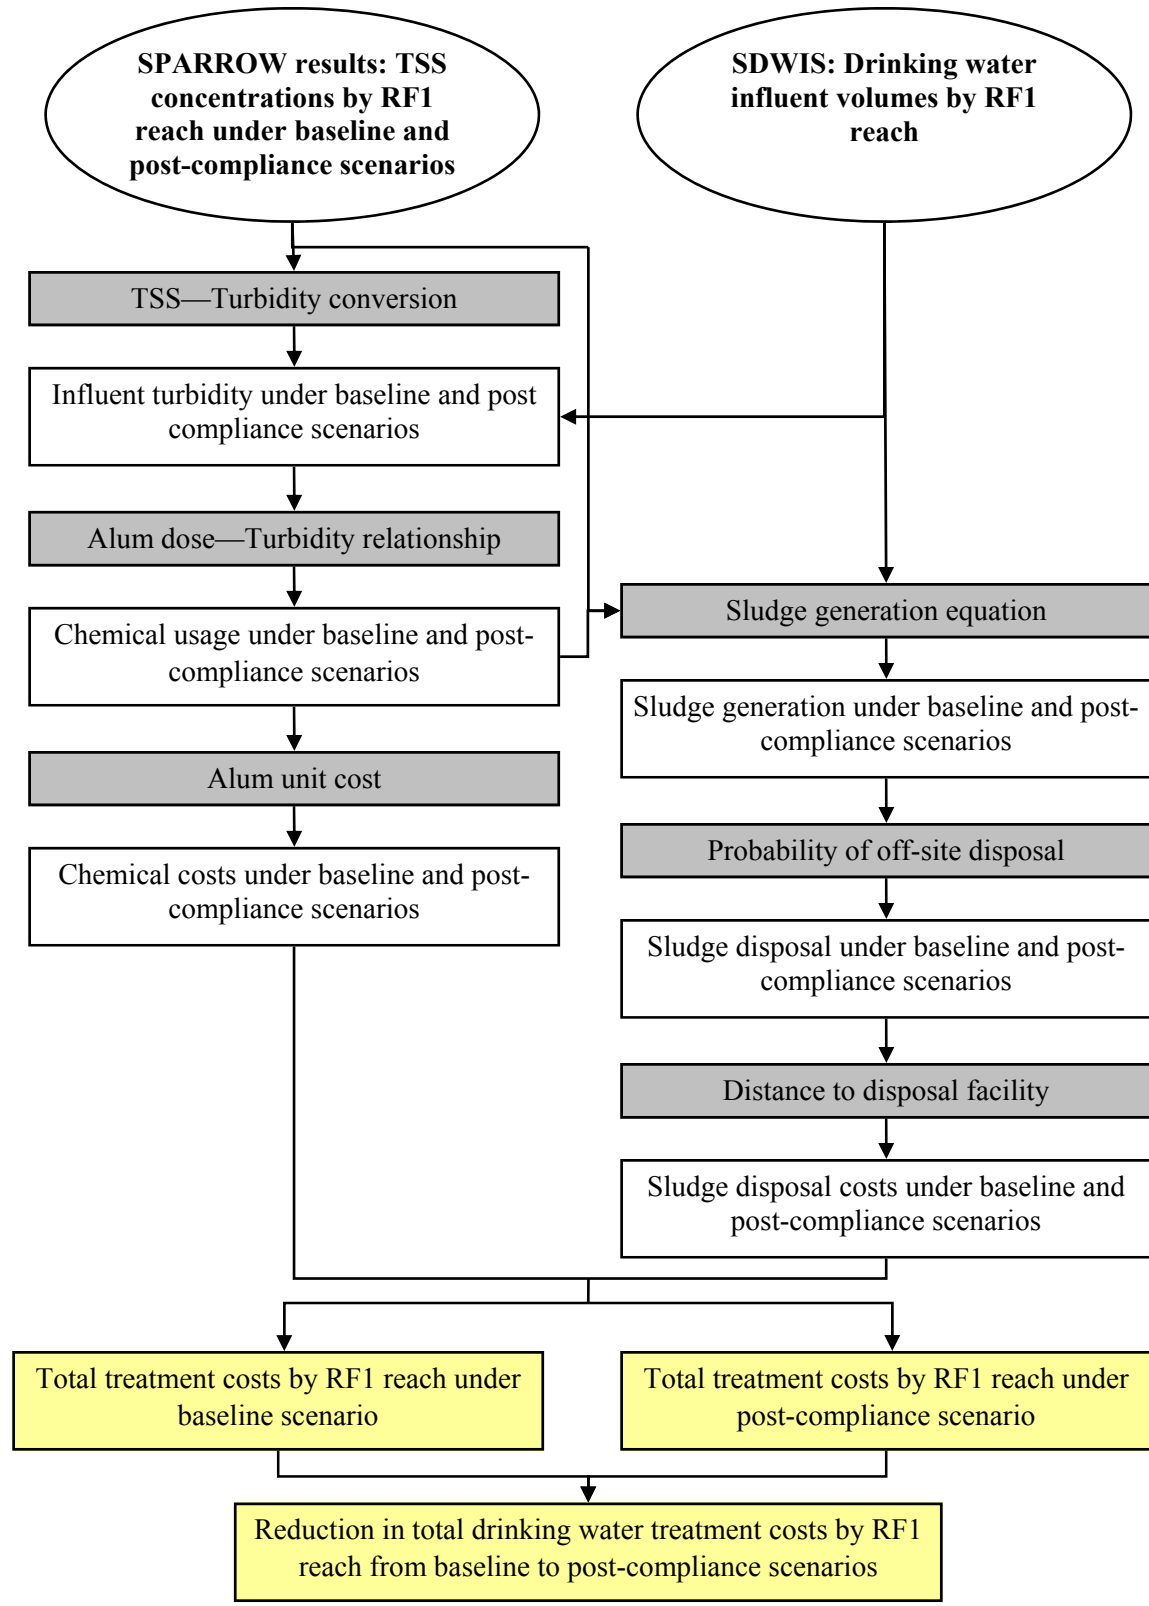 SPARROW results: TSS
concentrations by RF1
reach under baseline and
post-compliance scenarios
SDWIS: Drinking water
influent volumes by RF1
reach
TSS—Turbidity conversion
Influent turbidity under baseline and post
compliance scenarios
Alum dose—Turbidity relationship
Chemical usage under baseline and post-
compliance scenarios
Alum unit cost
Chemical costs under baseline and post-
compliance scenarios
Sludge generation equation
Sludge generation under baseline and post-
compliance scenarios
Probability of off-site disposal
Sludge disposal under baseline and post-
compliance scenarios
Distance to disposal facility
Sludge disposal costs under baseline and
post-compliance scenarios
Total treatment costs by RF1 reach under
baseline scenario
Total treatment costs by RF1 reach under
post-compliance scenario
Reduction in total drinking water treatment costs by RF1
reach from baseline to post-compliance scenarios